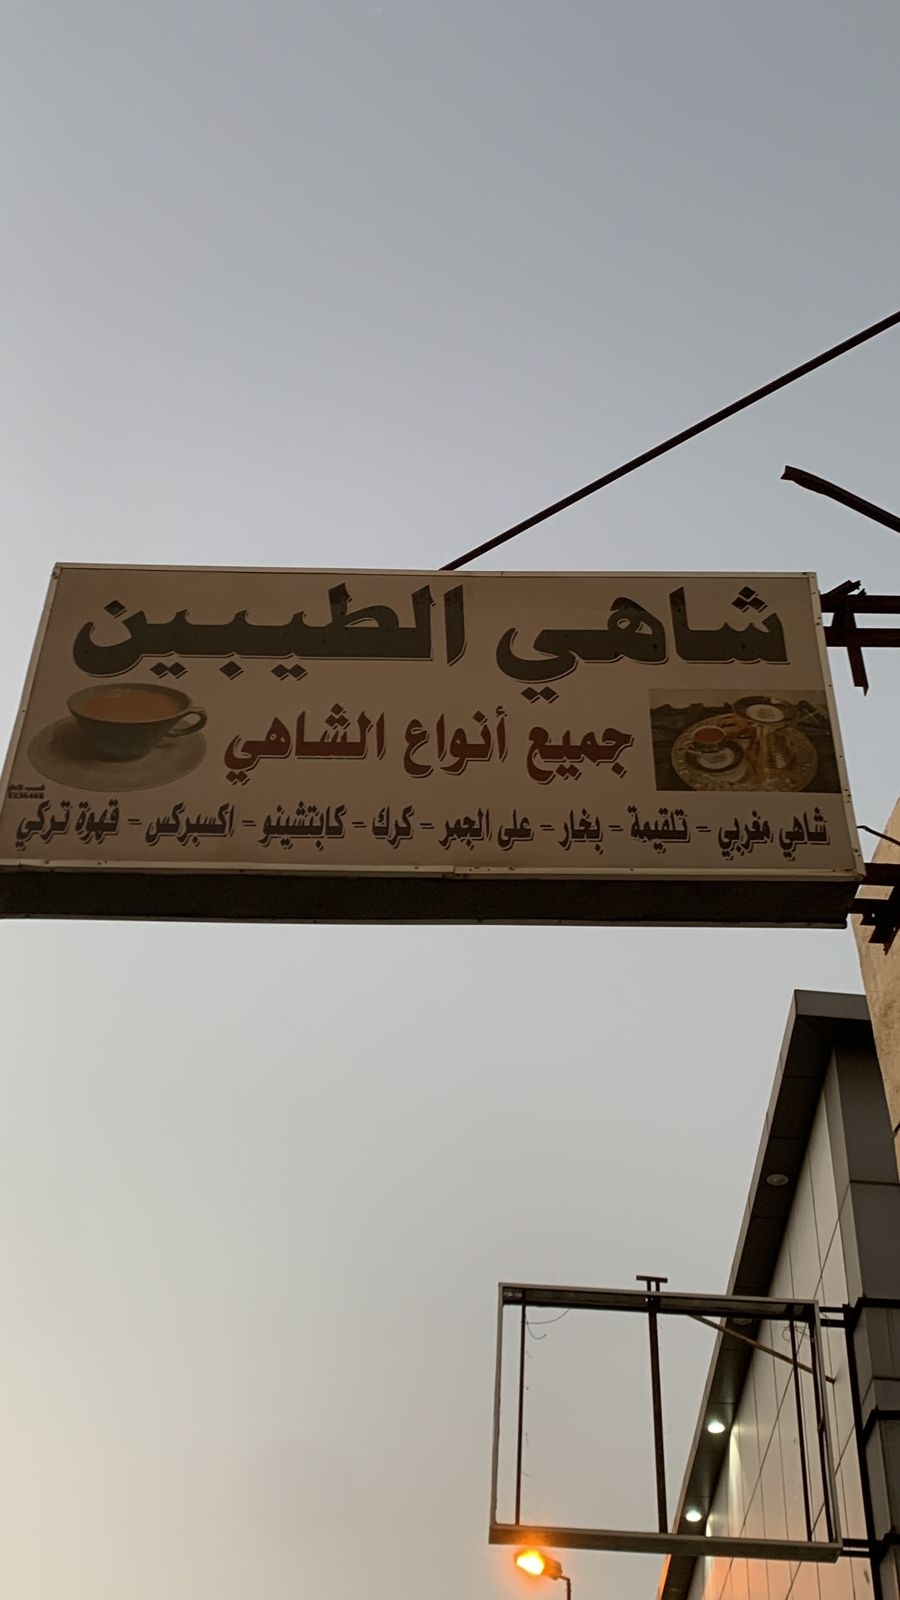 شاهي الطيبين
جميع أنواع الشاهي
شاهي مغربي - تلقيمة - بخار - على الجمر - كرك - كابتشينو - اكسبركس - قهوة تركي